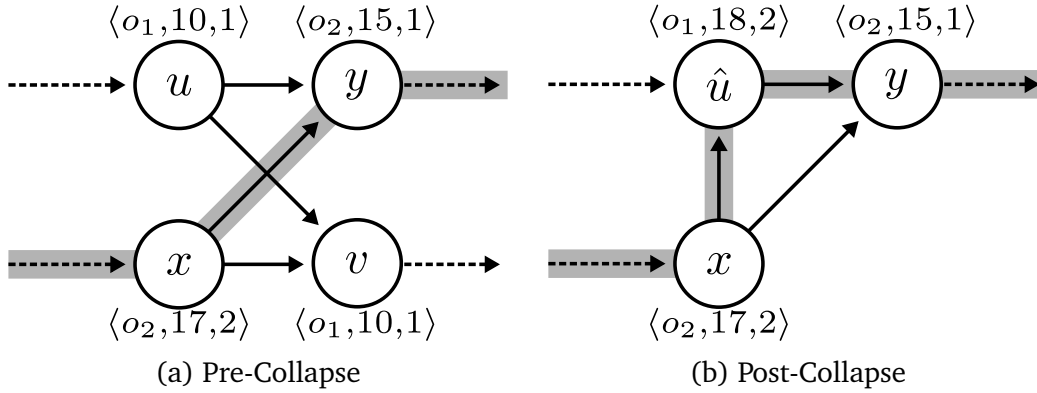 ⟨o₁,10,1⟩ ⟨o₂,15,1⟩
u y
x v
⟨o₂,17,2⟩ ⟨o₁,10,1⟩
(a) Pre-Collapse
⟨o₁,18,2⟩ ⟨o₂,15,1⟩
û y
x
⟨o₂,17,2⟩
(b) Post-Collapse